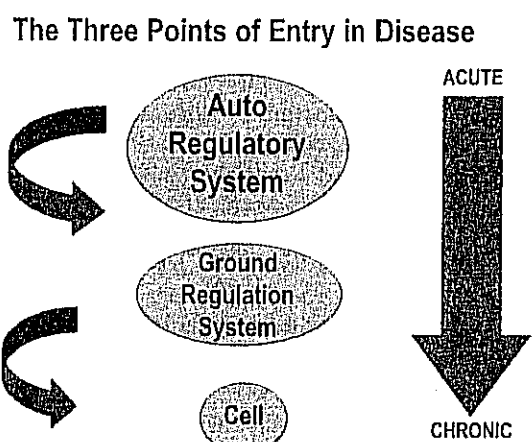 The Three Points of Entry in Disease
ACUTE
Auto
Regulatory
System
Ground
Regulation
System
Cell
CHRONIC